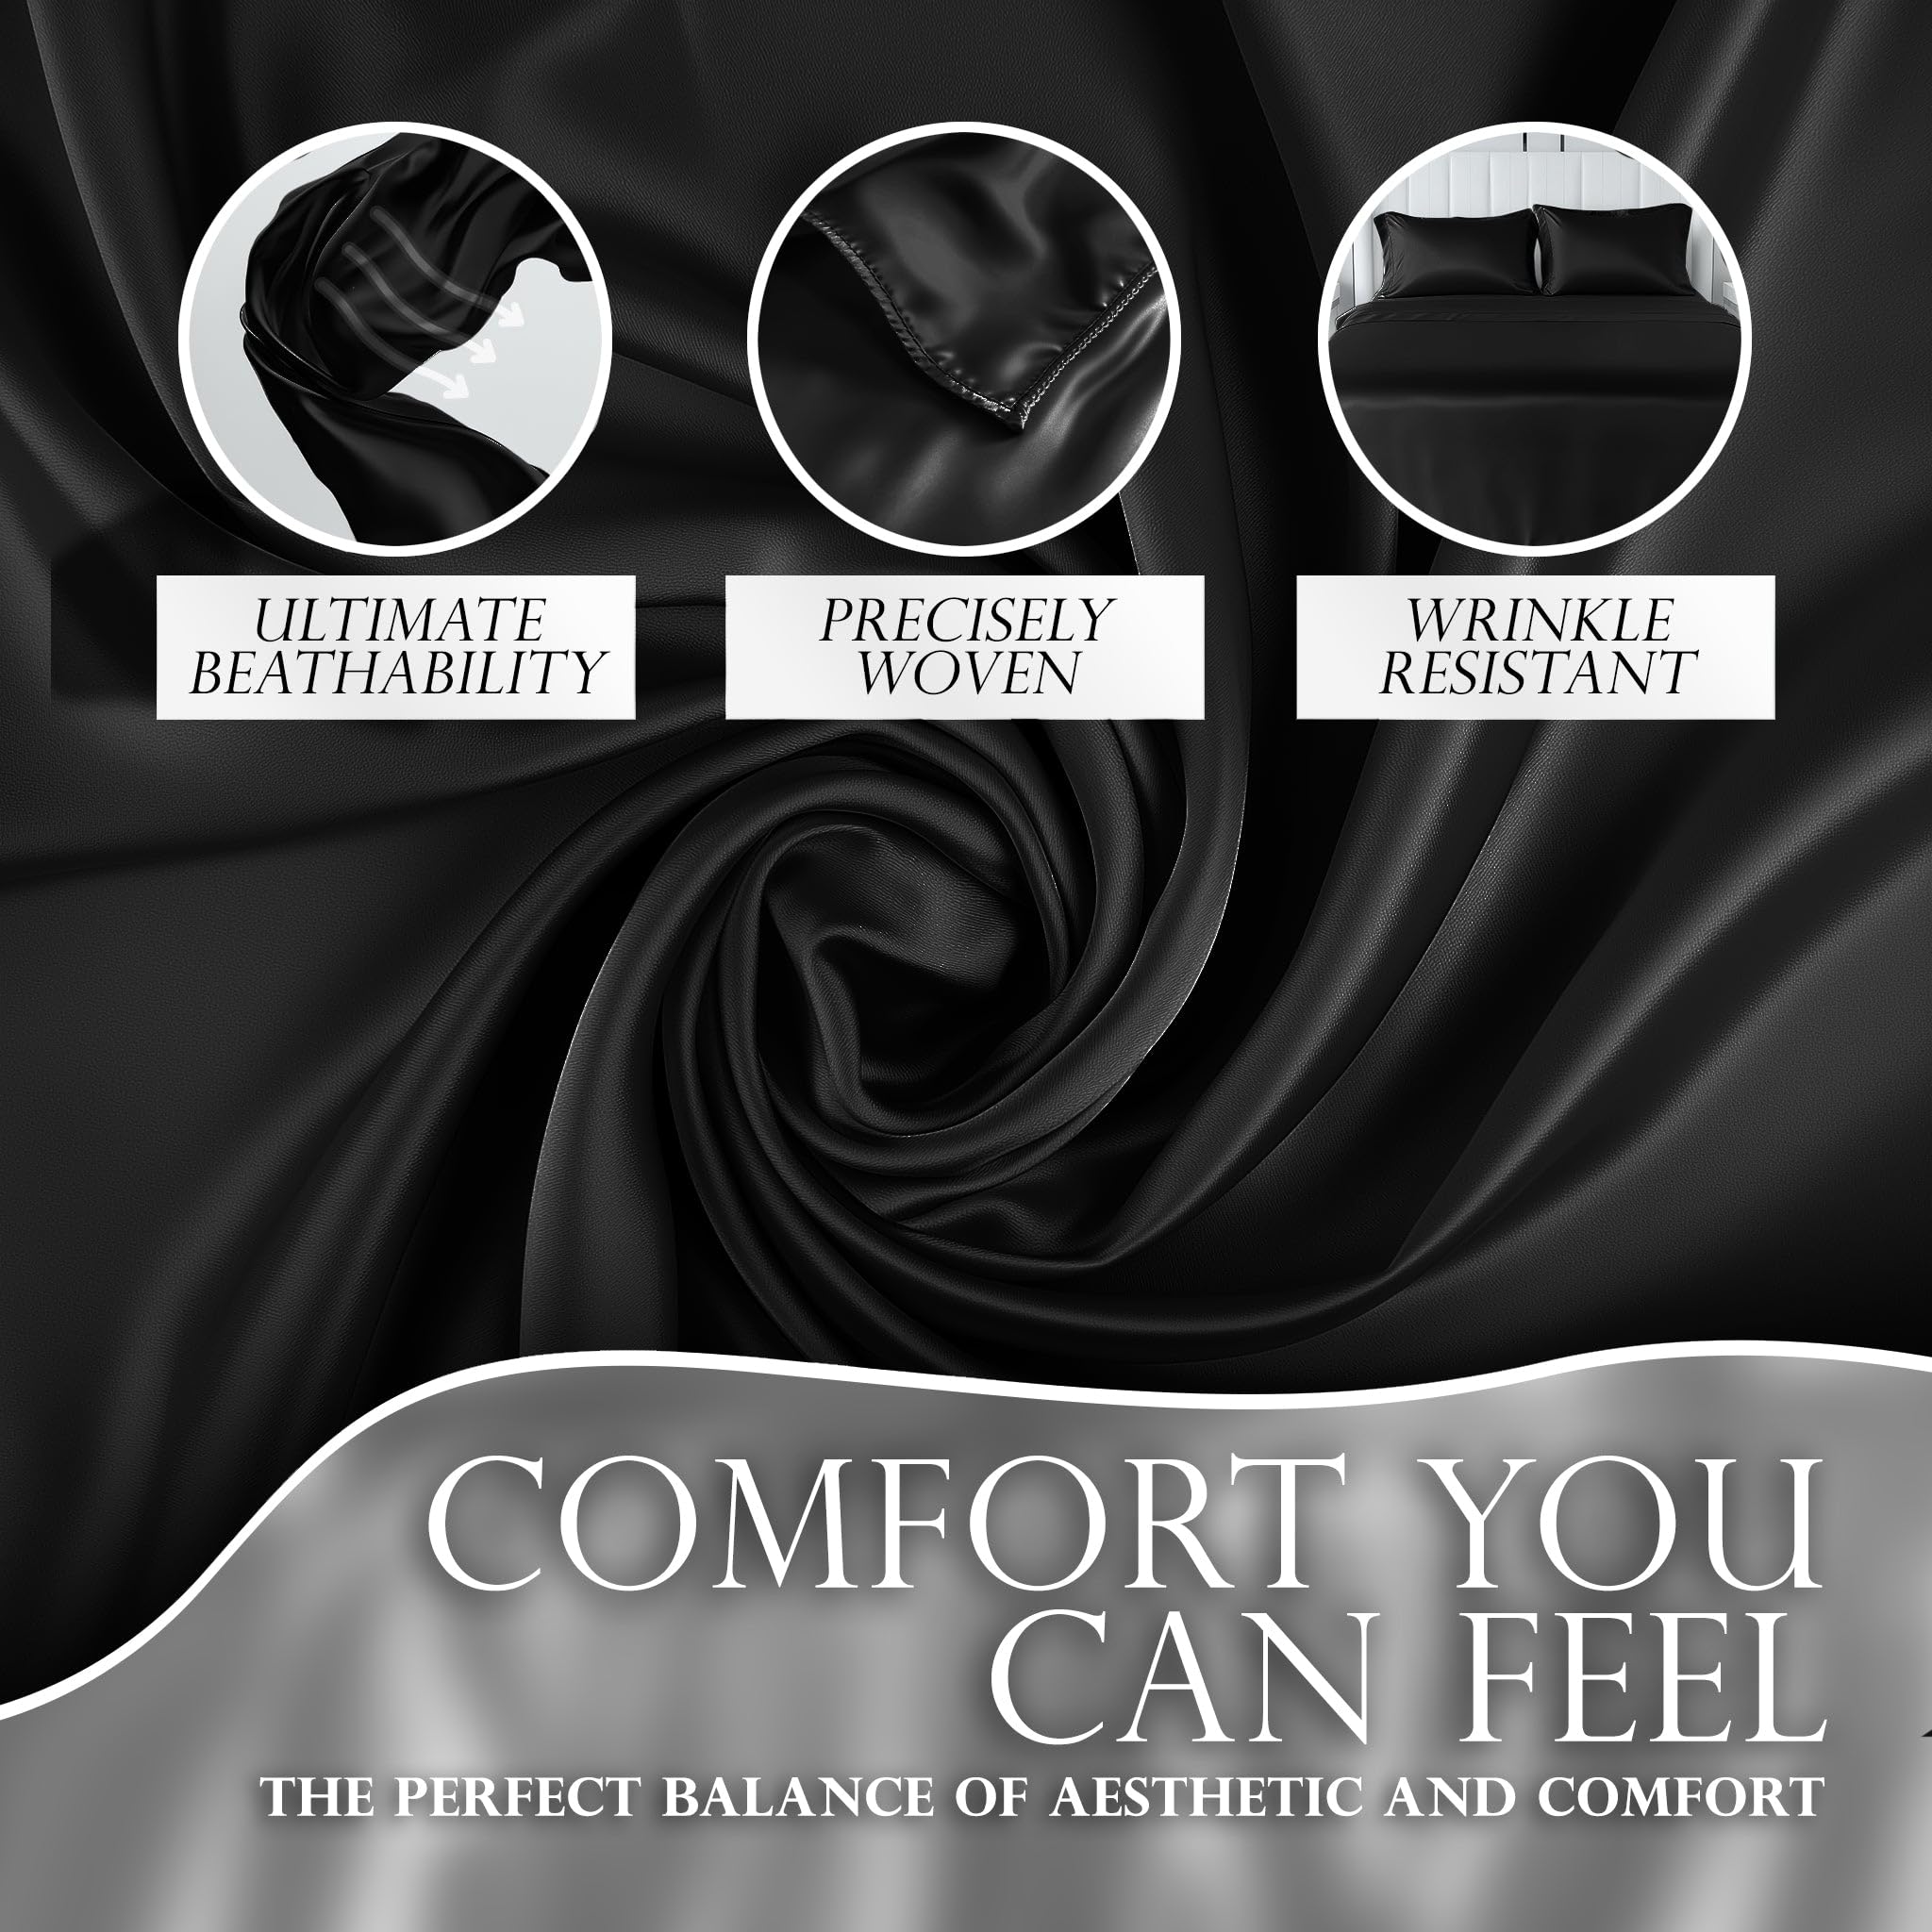 ULTIMATE
BEATHABILITY
PRECISELY
WOVEN
WRINKLE
RESISTANT
COMFORT YOU
CAN FEEL
THE PERFECT BALANCE OF AESTHETIC AND COMFORT